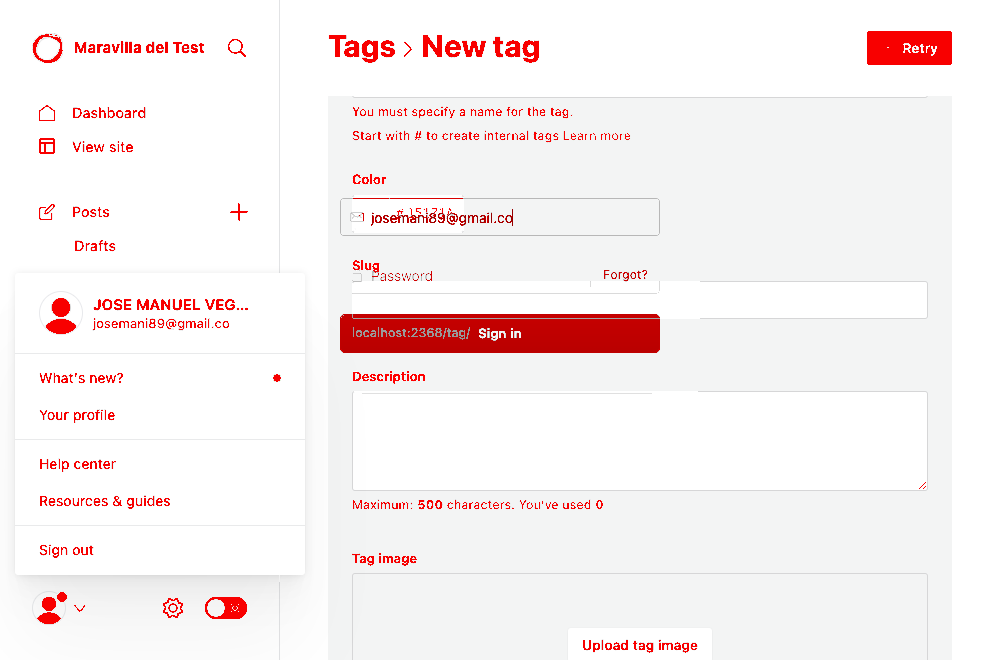 Maravilla del Test
Dashboard
View site
Posts
Drafts
JOSE MANUEL VEG...
josemani89@gmail.co
What's new?
Your profile
Help center
Resources & guides
Sign out
Tags > New tag
Retry
You must specify a name for the tag.
Start with # to create internal tags Learn more
Color
josemani89@gmail.co
Slug
Password
Forgot?
localhost:2368/tag/
Sign in
Description
Maximum: 500 characters. You've used 0
Tag image
Upload tag image